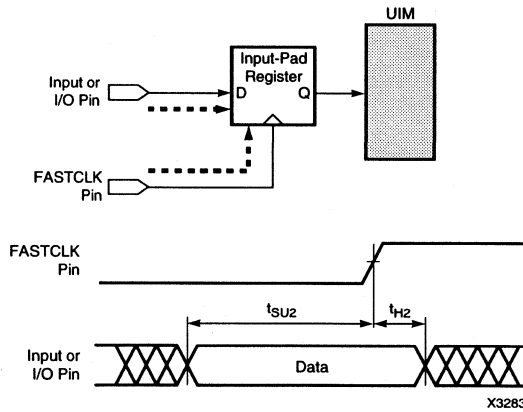 UIM
Input-Pad
Register
Input or
I/O Pin
D
Q
FASTCLK
Pin
FASTCLK
Pin
tSU2
tH2
Input or
I/O Pin
Data
X3283